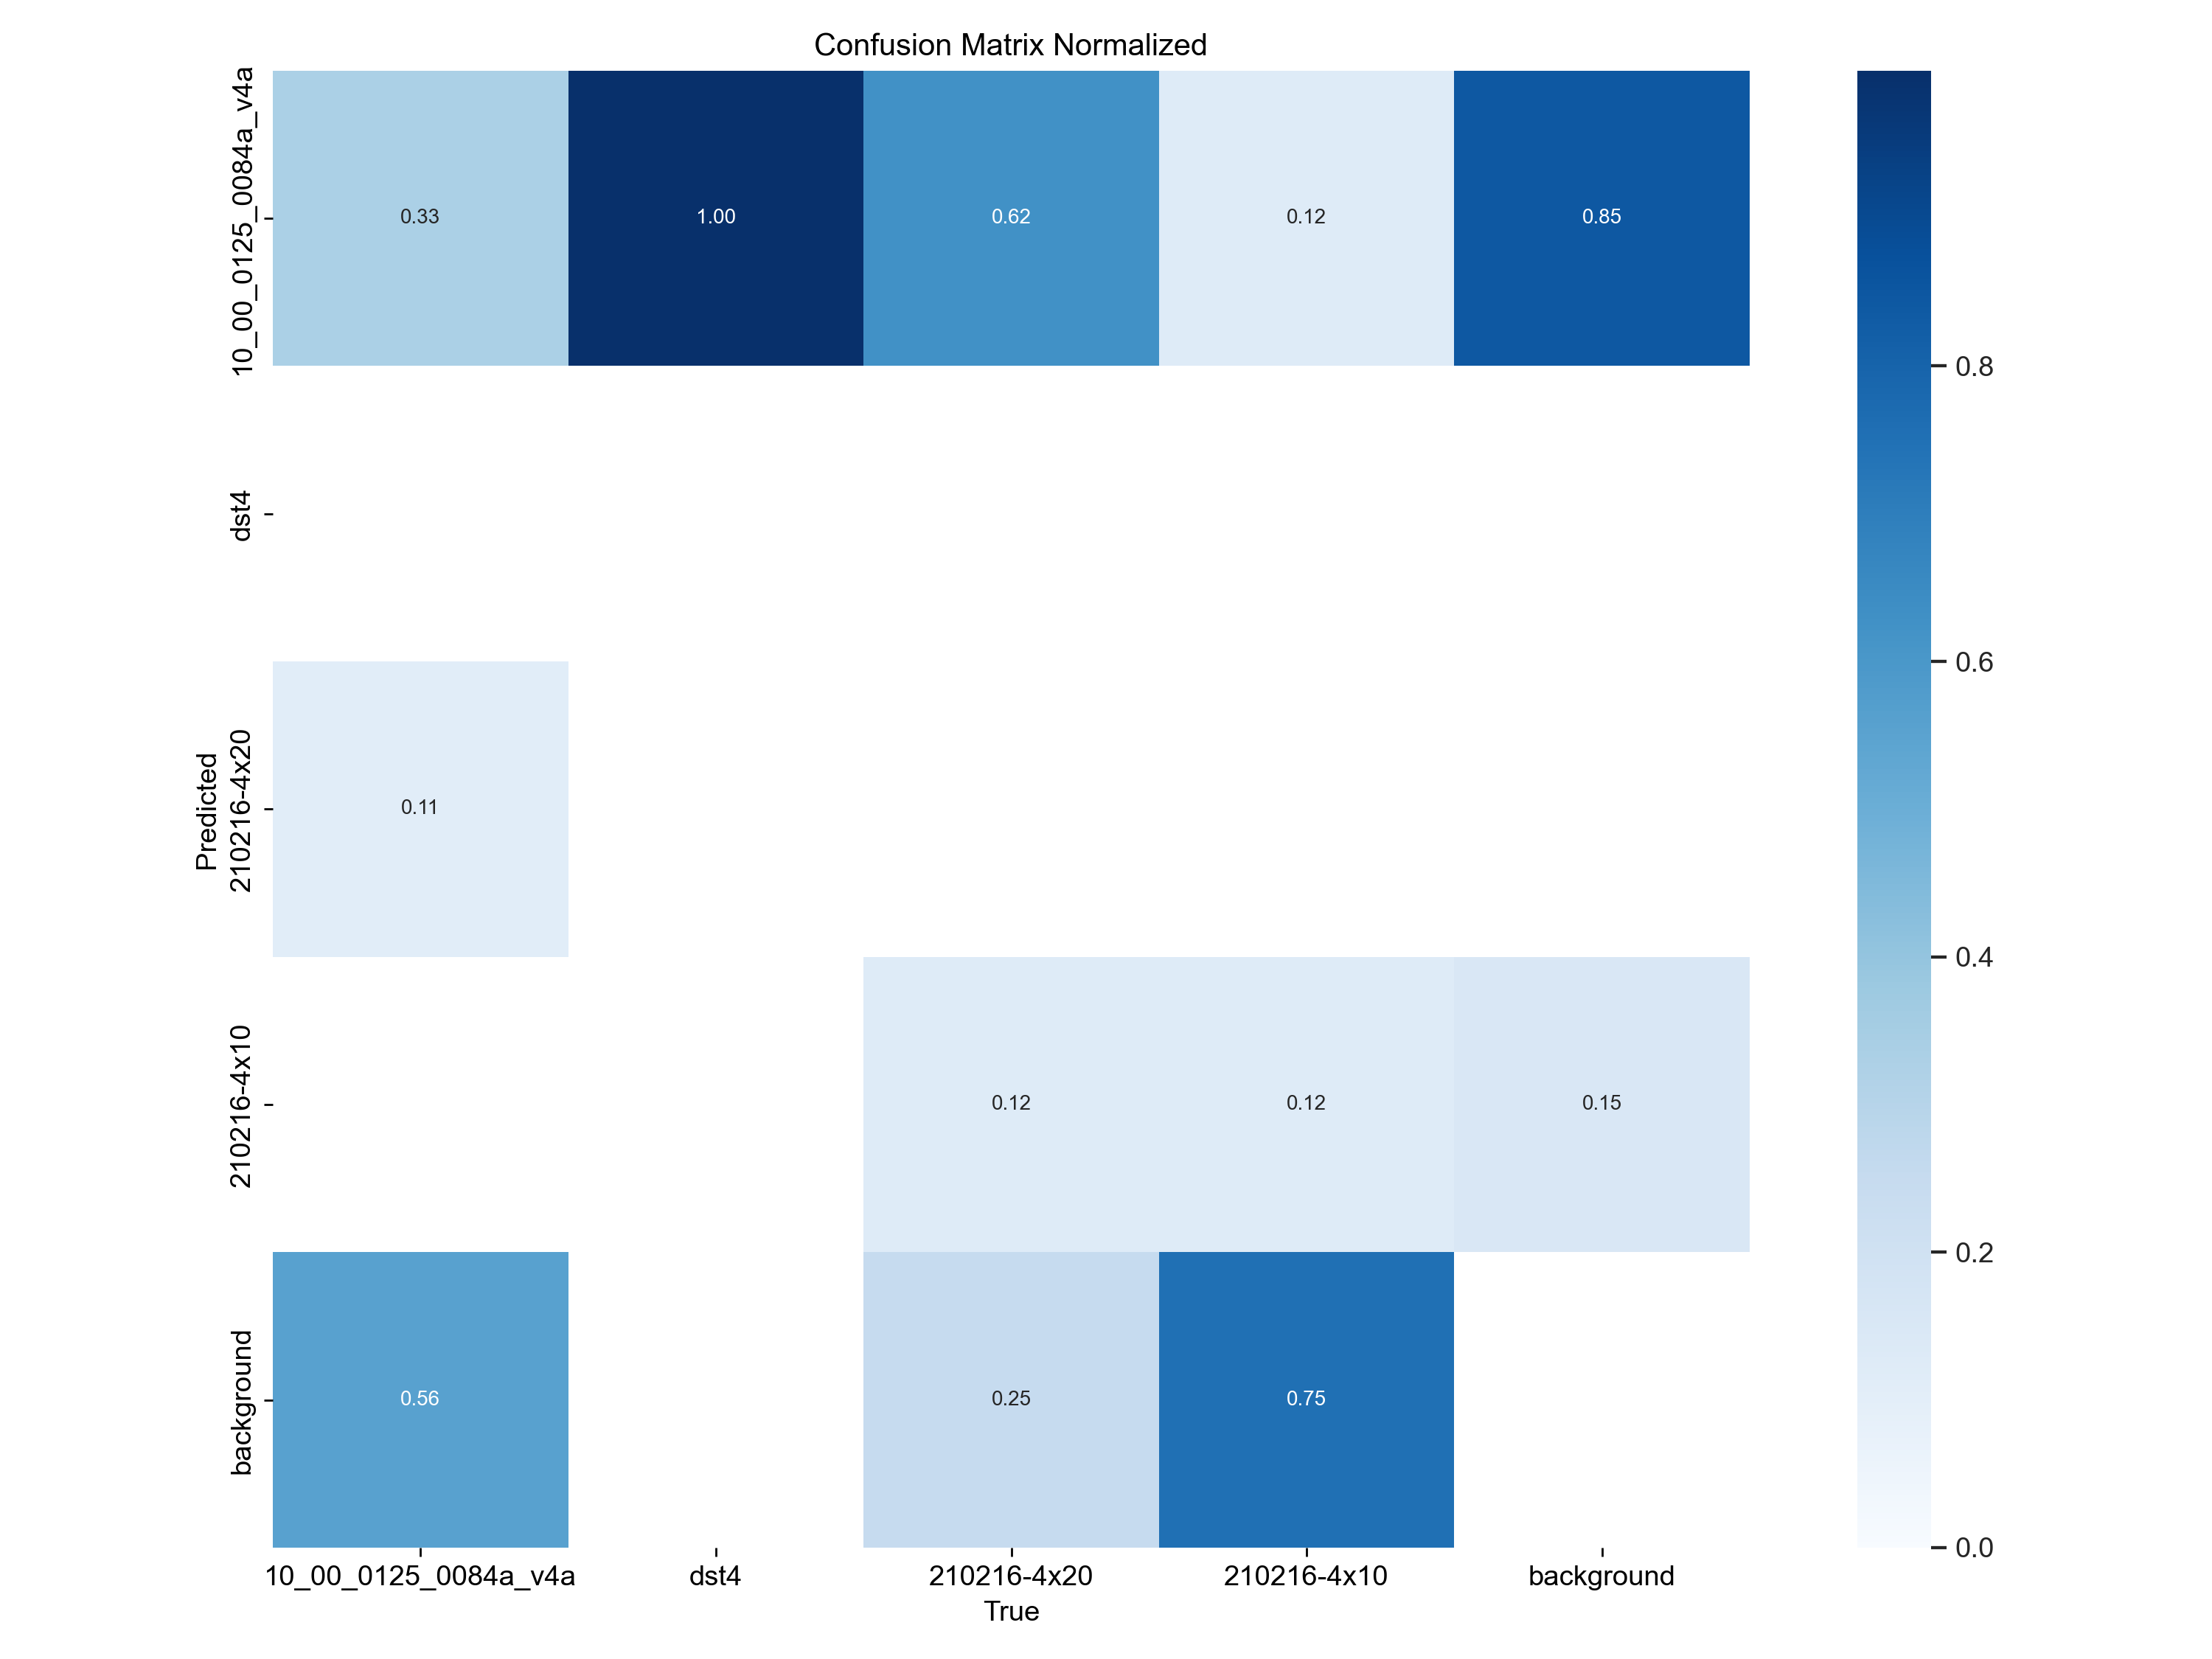 Confusion Matrix Normalized
10_00_0125_0084a_v4a
0.33 1.00 0.62 0.12 0.85
dst4
210216-4x20
0.11
210216-4x10
0.12 0.12 0.15
background
0.56 0.25 0.75
Predicted
10_00_0125_0084a_v4a dst4 210216-4x20 210216-4x10 background
True
0.8
0.6
0.4
0.2
0.0